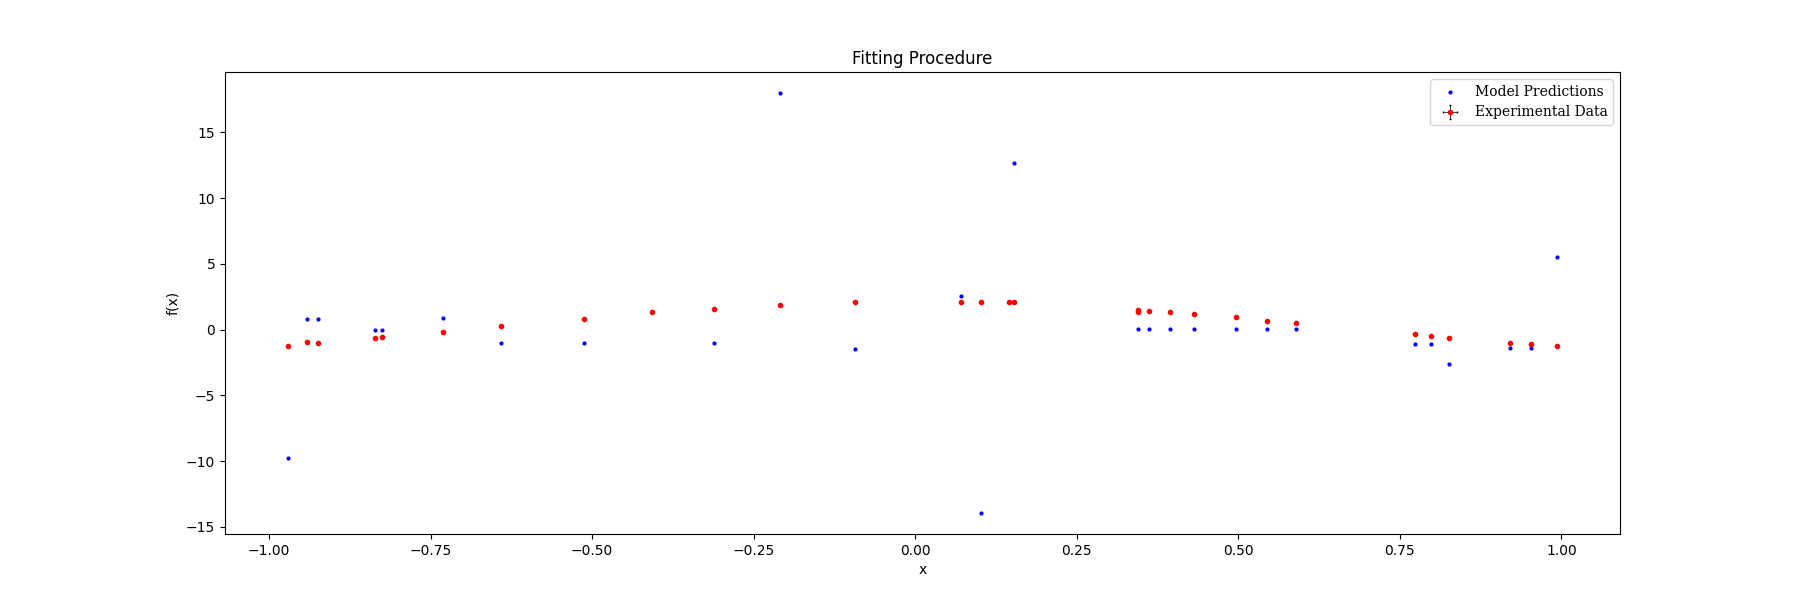 Fitting Procedure
Model Predictions
Experimental Data
f(x)
15
10
5
0
−5
−10
−15
−1.00 −0.75 −0.50 −0.25 0.00 0.25 0.50 0.75 1.00
x